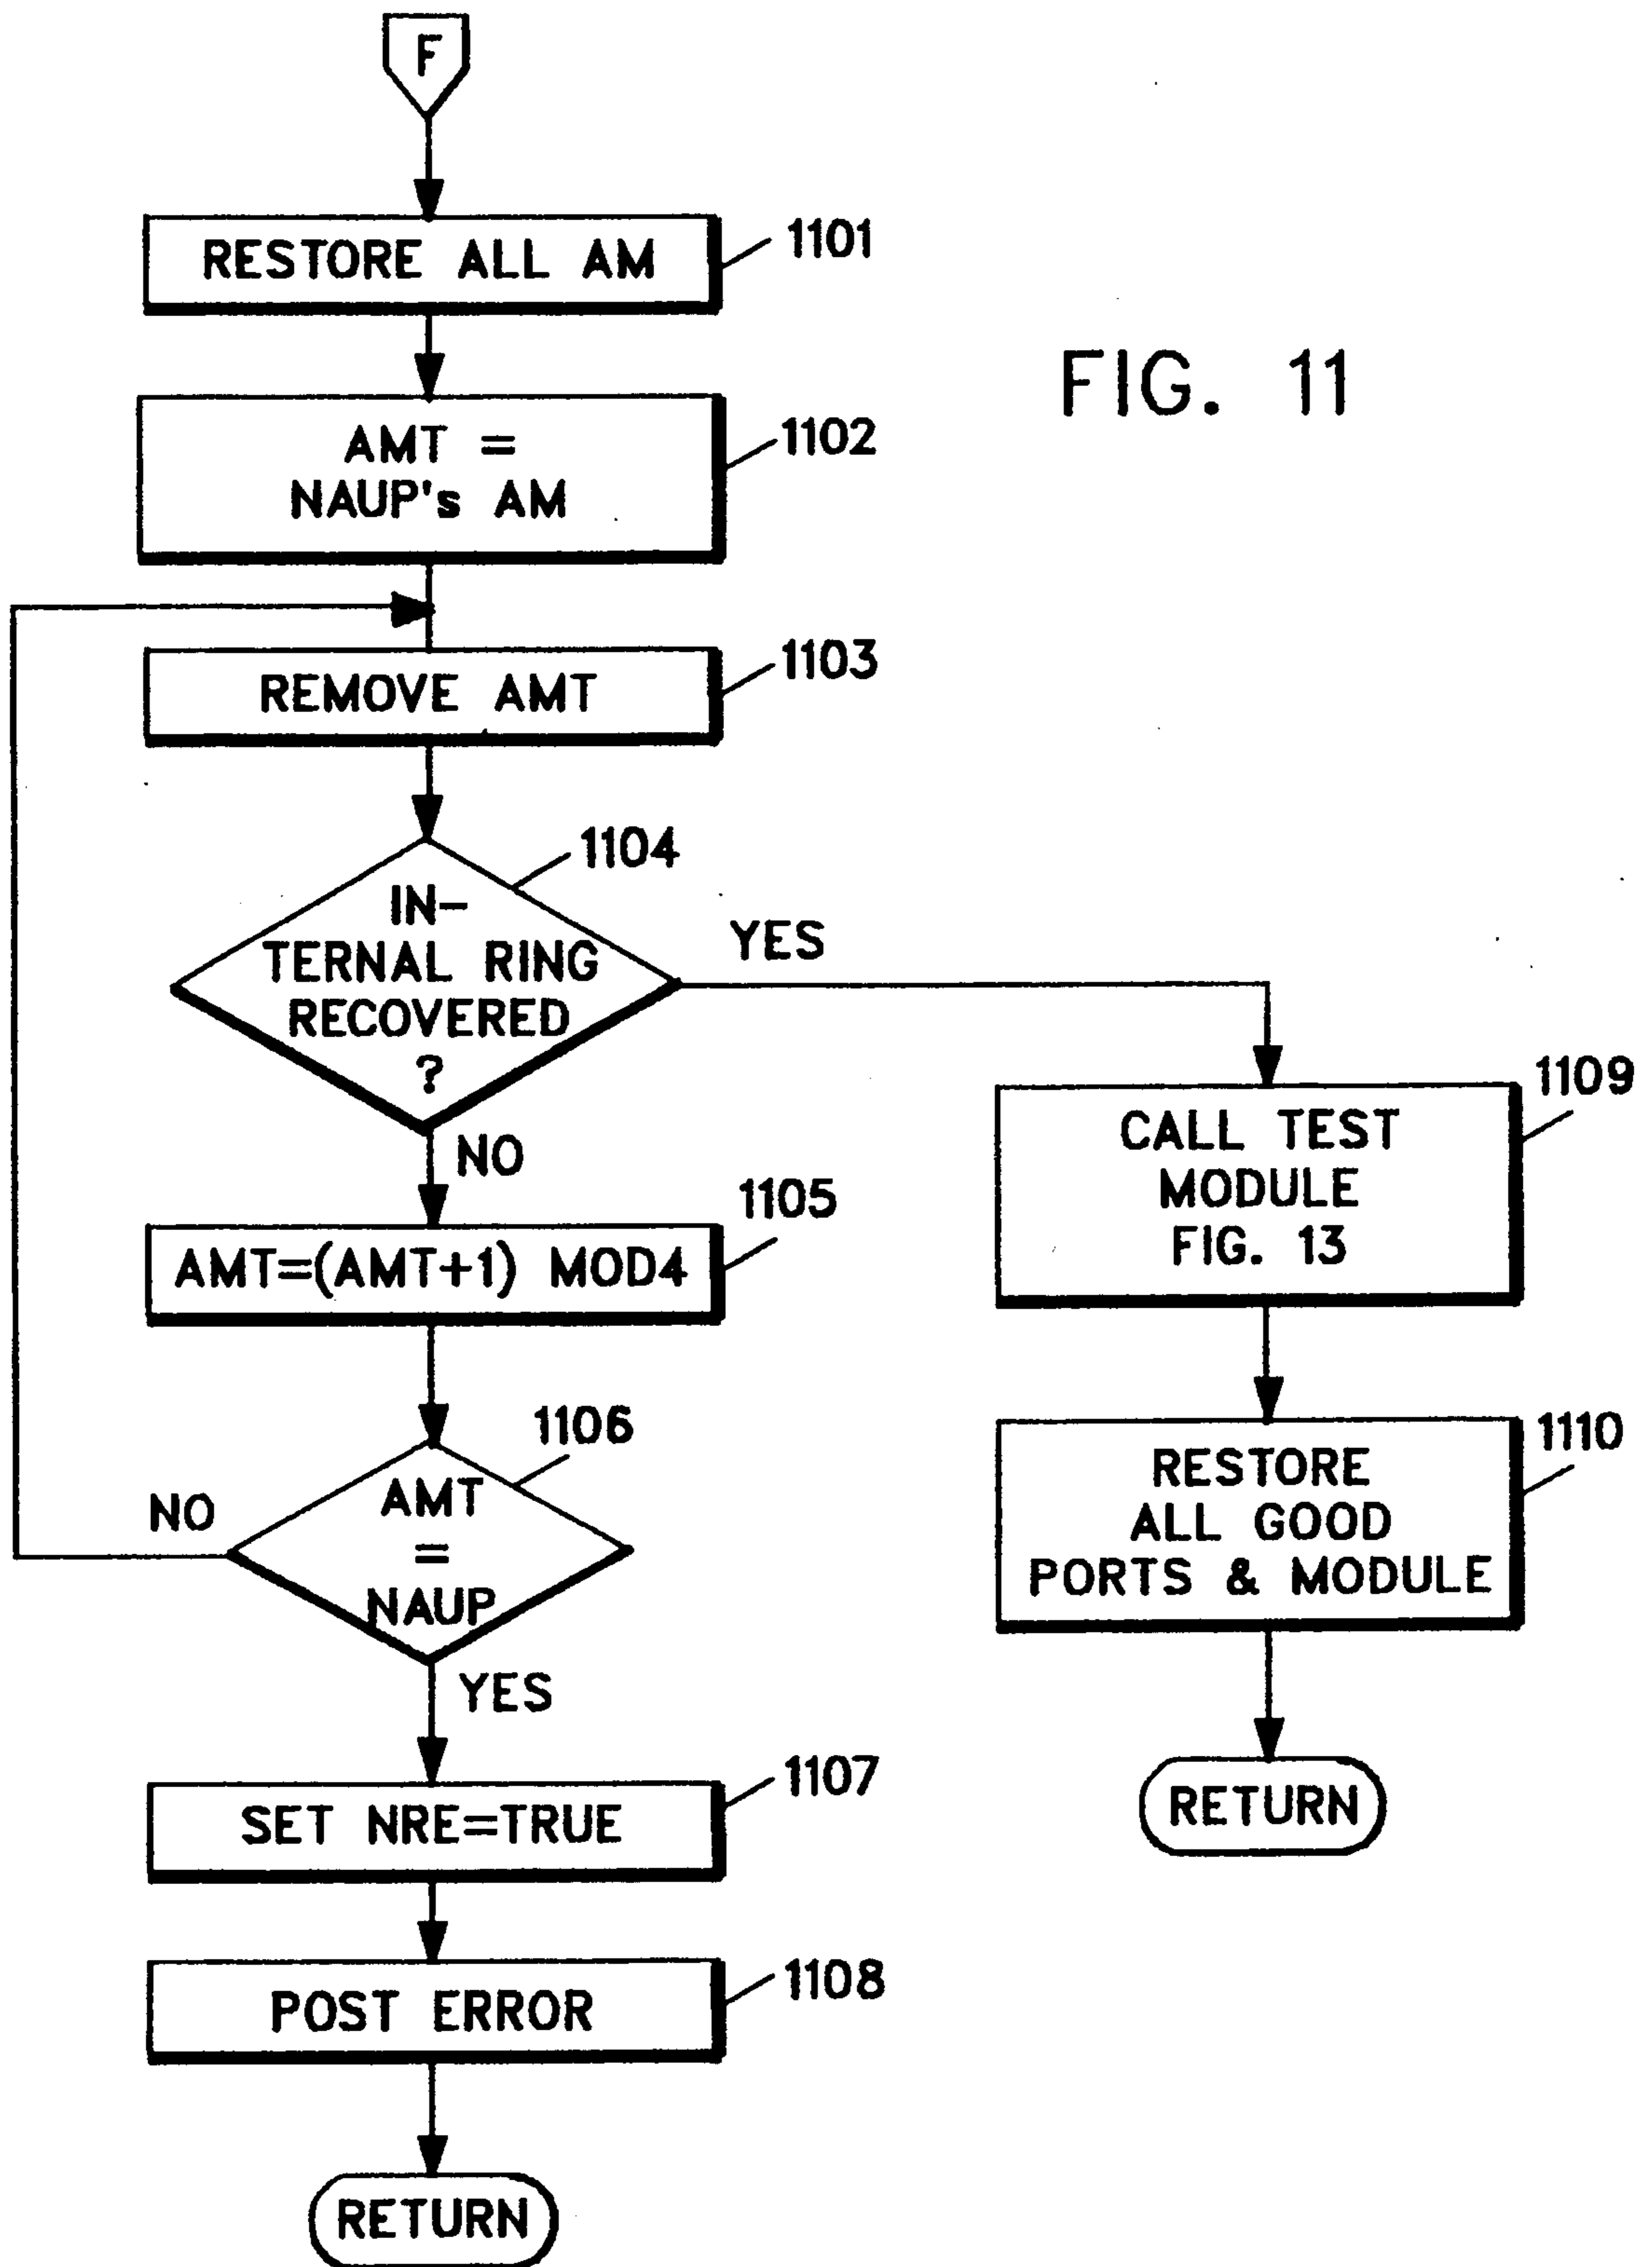 F
RESTORE ALL AM
1101
FIG. 11
AMT =
NAUP's AM
1102
REMOVE AMT
1103
1104
IN-
TERNAL RING
RECOVERED
?
YES
NO
1109
CALL TEST
MODULE
FIG. 13
1105
AMT=(AMT+1) MOD4
1106
AMT
=
NAUP
NO
YES
1110
RESTORE
ALL GOOD
PORTS & MODULE
RETURN
SET NRE=TRUE
1107
POST ERROR
1108
RETURN